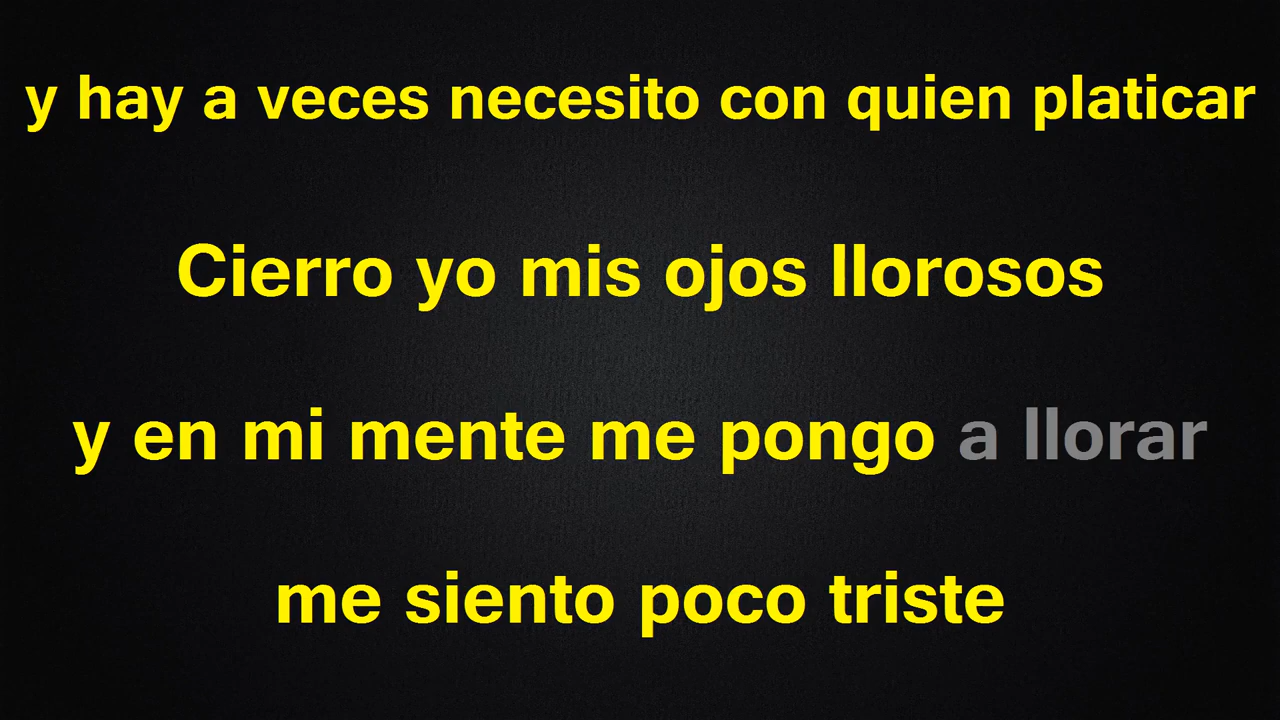 y hay a veces necesito con quien platicar
Cierro yo mis ojos llorosos
y en mi mente me pongo a llorar
me siento poco triste